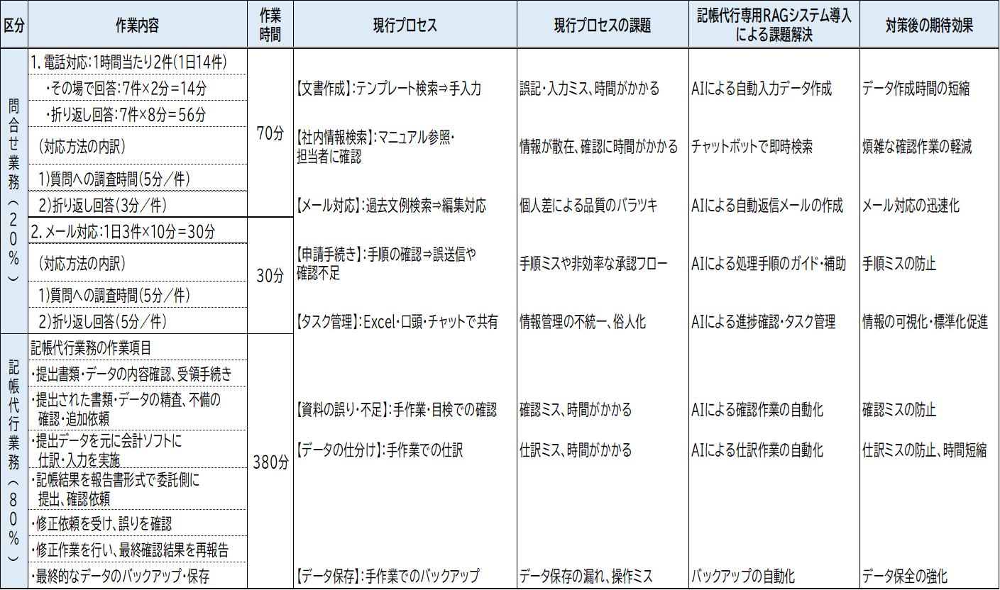 区分
作業内容
作業
時間
現行プロセス
現行プロセスの課題
記帳代行専用RAGシステム導入
による課題解決
対策後の期待効果
問合せ業務(20%)
1.電話対応:1時間当たり2件(1日14件)
・その場で回答:7件×2分=14分
・折り返し回答:7件×8分=56分
(対応方法の内訳)
1)質問への調査時間(5分/件)
2)折り返し回答(3分/件)
70分
2.メール対応:1日3件×10分=30分
(対応方法の内訳)
1)質問への調査時間(5分/件)
2)折り返し回答(5分/件)
30分
【文書作成】:テンプレート検索⇒手入力
誤記・入力ミス、時間がかかる
AIによる自動入力データ作成
データ作成時間の短縮
【社内情報検索】:マニュアル参照・
担当者に確認
情報が散在、確認に時間がかかる
チャットボットで即時検索
煩雑な確認作業の軽減
【メール対応】:過去文例検索⇒編集対応
個人差による品質のバラツキ
AIによる自動返信メールの作成
メール対応の迅速化
【申請手続き】:手順の確認⇒誤送信や
確認不足
手順ミスや非効率な承認フロー
AIによる処理手順のガイド・補助
手順ミスの防止
【タスク管理】:Excel・口頭・チャットで共有
情報管理の不統一、俗人化
AIによる進捗確認・タスク管理
情報の可視化・標準化促進
記帳代行業務(80%)
記帳代行業務の作業項目
・提出書類・データの内容確認、受領手続き
・提出された書類・データの精査、不備の
確認・追加依頼
・提出データを元に会計ソフトに
仕訳・入力を実施
・記帳結果を報告書形式で委託側に
提出、確認依頼
・修正依頼を受け、誤りを確認
・修正作業を行い、最終確認結果を再報告
・最終的なデータのバックアップ・保存
380分
【資料の誤り・不足】:手作業・目検での確認
確認ミス、時間がかかる
AIによる確認作業の自動化
確認ミスの防止
【データの仕分け】:手作業での仕訳
仕訳ミス、時間がかかる
AIによる仕訳作業の自動化
仕訳ミスの防止、時間短縮
【データ保存】:手作業でのバックアップ
データ保存の漏れ、操作ミス
バックアップの自動化
データ保全の強化